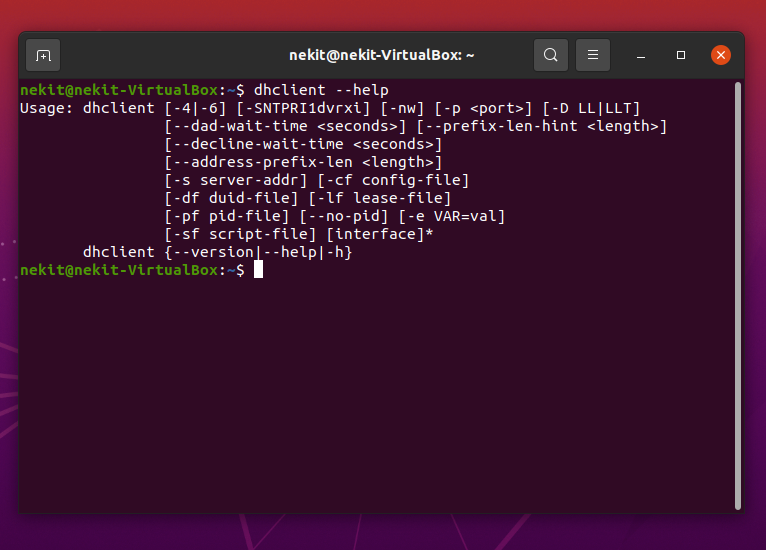 nekit@nekit-VirtualBox: ~
nekit@nekit-VirtualBox:~$ dhclient --help
Usage: dhclient [-4|-6] [-SNTPRI1dvrxi] [-nw] [-p <port>] [-D LL|LLT]
                [--dad-wait-time <seconds>] [--prefix-len-hint <length>]
                [--decline-wait-time <seconds>]
                [--address-prefix-len <length>]
                [-s server-addr] [-cf config-file]
                [-df duid-file] [-lf lease-file]
                [-pf pid-file] [--no-pid] [-e VAR=val]
                [-sf script-file] [interface]*
       dhclient {--version|--help|-h}
nekit@nekit-VirtualBox:~$